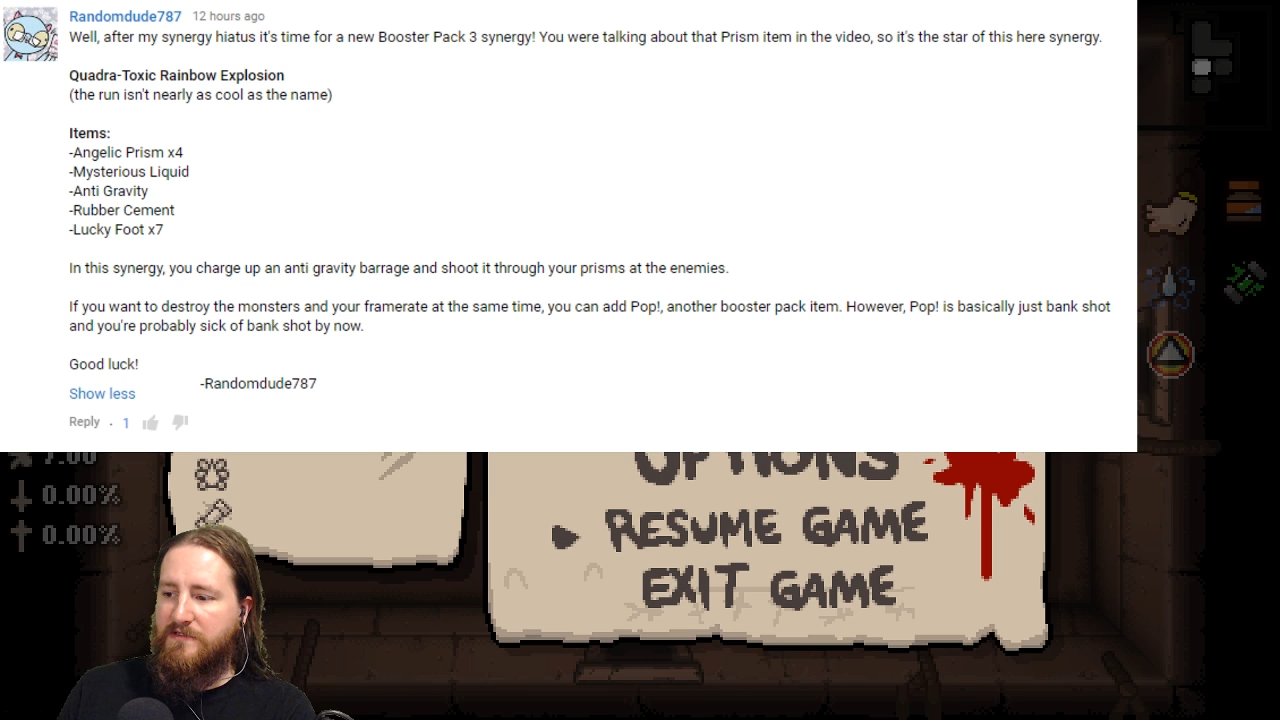 Randomdude787 12 hours ago
Well, after my synergy hiatus it's time for a new Booster Pack 3 synergy! You were talking about that Prism item in the video, so it's the star of this here synergy.
Quadra-Toxic Rainbow Explosion
(the run isn't nearly as cool as the name)
Items:
-Angelic Prism x4
-Mysterious Liquid
-Anti Gravity
-Rubber Cement
-Lucky Foot x7
In this synergy, you charge up an anti gravity barrage and shoot it through your prisms at the enemies.
If you want to destroy the monsters and your framerate at the same time, you can add Pop!, another booster pack item. However, Pop! is basically just bank shot
and you're probably sick of bank shot by now.
Good luck!
-Randomdude787
Show less
Reply . 1
7.00
0.00%
0.00%
OPTIONS
RESUME GAME
EXIT GAME